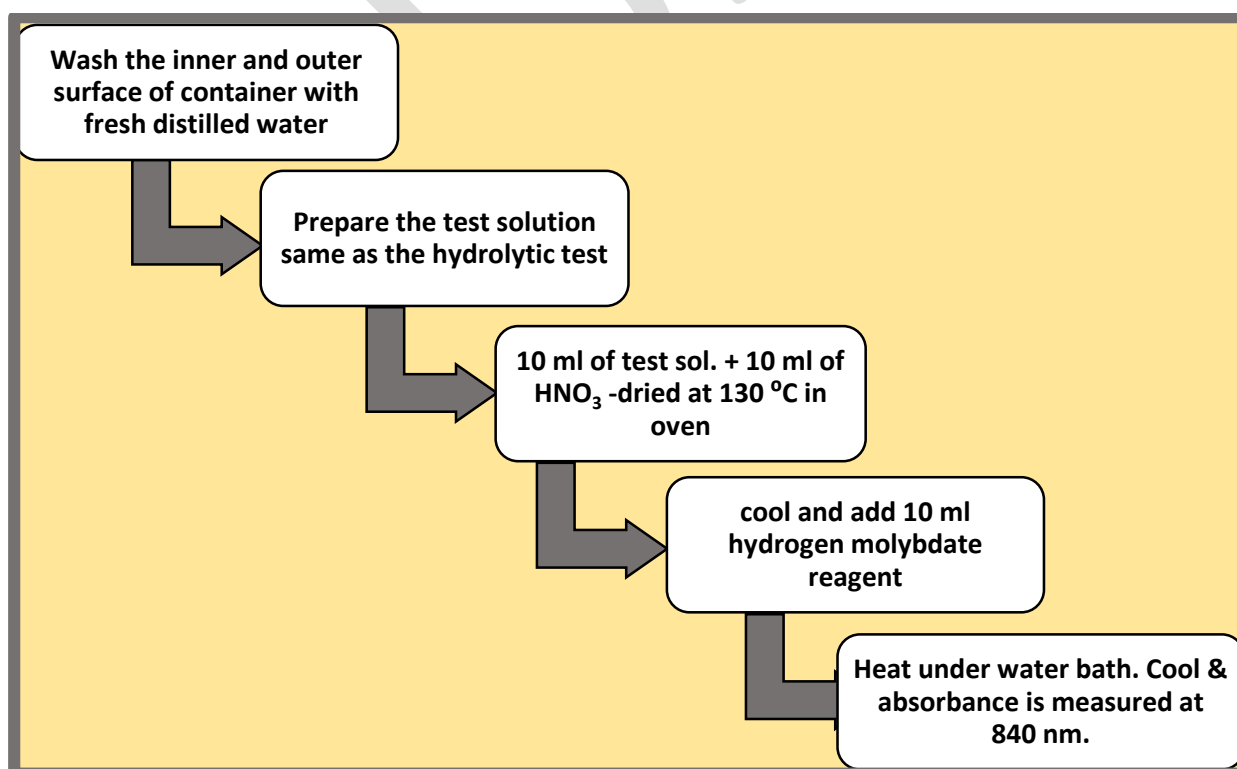 Wash the inner and outer
surface of container with
fresh distilled water
Prepare the test solution
same as the hydrolytic test
10 ml of test sol. + 10 ml of
HNO₃ -dried at 130 ⁰C in
oven
cool and add 10 ml
hydrogen molybdate
reagent
Heat under water bath. Cool &
absorbance is measured at
840 nm.